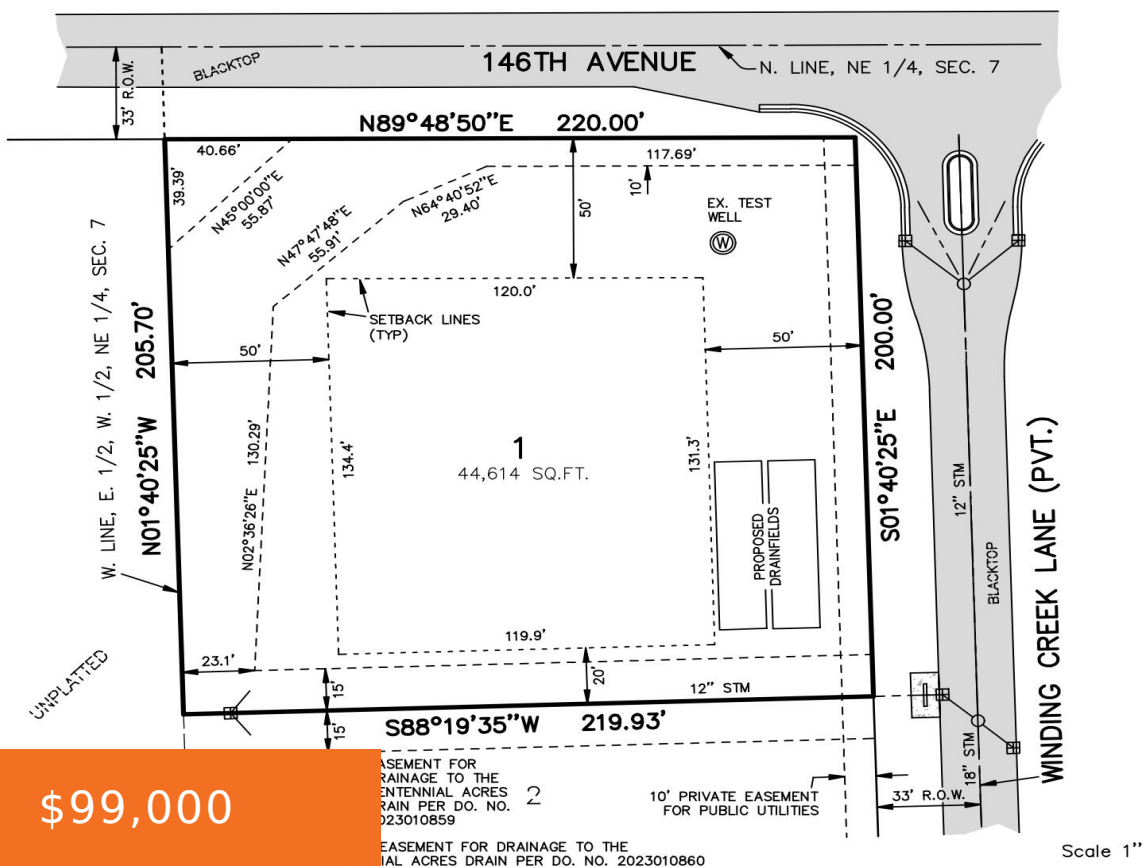 BLACKTOP
146TH AVENUE
N. LINE, NE 1/4, SEC. 7
33' R.O.W.
N89°48'50"E 220.00'
40.66'
39.39'
N45°00'00"E
55.87'
N47°47'48"E
55.91'
N64°40'52"E
29.40'
117.69'
10'
50'
EX. TEST
WELL
W
120.0'
SETBACK LINES
(TYP)
50'
50'
W. LINE, E. 1/2, W. 1/2, NE 1/4, SEC. 7
N01°40'25"W 205.70'
N02°36'26"E 130.29'
134.4'
1
44,614 SQ.FT.
131.3'
PROPOSED
DRAINFIELDS
S01°40'25"E 200.00'
12" STM
BLACKTOP
WINDING CREEK LANE (PVT.)
UNPLATTED
23.1'
119.9'
15'
20'
12" STM
15'
S88°19'35"W 219.93'
18" STM
33' R.O.W.
10' PRIVATE EASEMENT
FOR PUBLIC UTILITIES
$99,000
ASEMENT FOR
RAINAGE TO THE
ENTENNIAL ACRES
RAIN PER DO. NO.
023010859
2
EASEMENT FOR DRAINAGE TO THE
IAL ACRES DRAIN PER DO. NO. 2023010860
Scale 1"